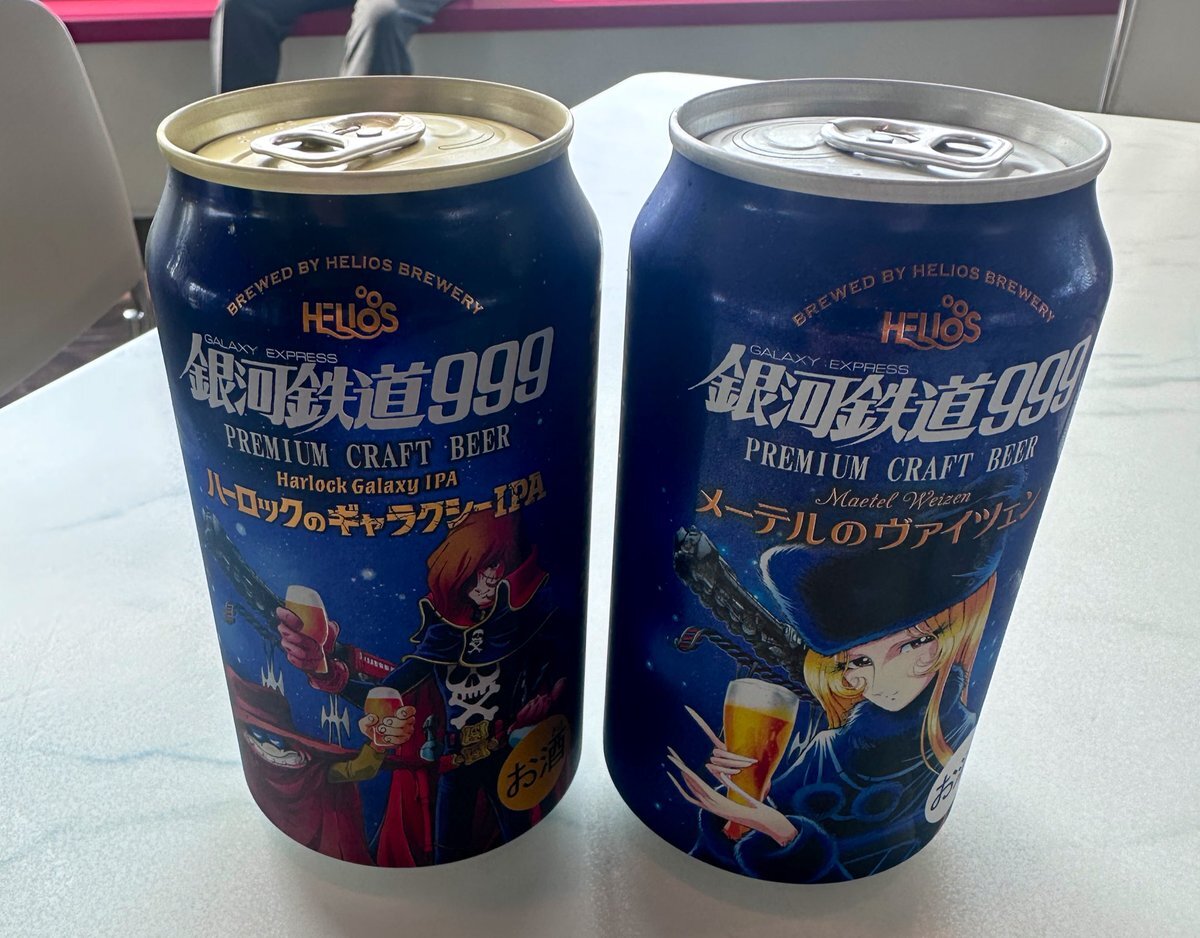 BREWED BY HELIOS BREWERY
HELIOS
GALAXY EXPRESS
銀河鉄道999
PREMIUM CRAFT BEER
Harlock Galaxy IPA
ハーロックのギャラクシーIPA
お酒
BREWED BY HELIOS BREWERY
HELIOS
GALAXY EXPRESS
銀河鉄道999
PREMIUM CRAFT BEER
Maetel Weizen
メーテルのヴァイツェン
お